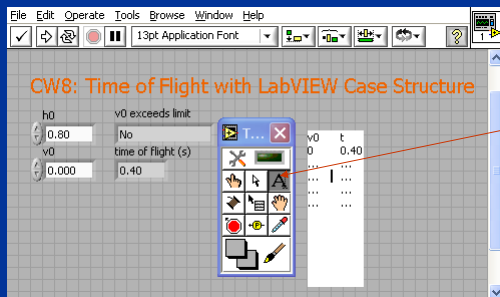 File Edit Operate Tools Browse Window Help
13pt Application Font
1
CW8: Time of Flight with LabVIEW Case Structure
h0
v0 exceeds limit
0.80
No
v0
time of flight (s)
0.000
0.40
T...
A
P
v0 t
0 0.40
... ...
... ...
... ...
... ...